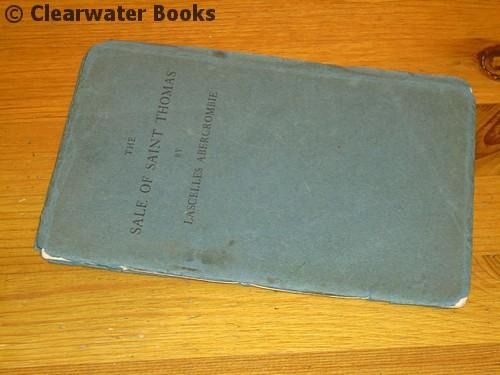 © Clearwater Books
THE
SALE OF SAINT THOMAS
BY
LASCELLES ABERCROMBIE